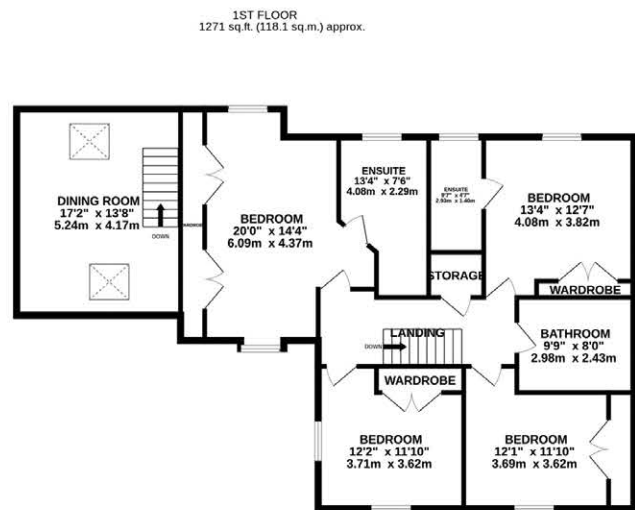 1ST FLOOR
1271 sq.ft. (118.1 sq.m.) approx.
DINING ROOM
17'2" x 13'8"
5.24m x 4.17m
DOWN
WARDROBE
BEDROOM
20'0" x 14'4"
6.09m x 4.37m
ENSUITE
13'4" x 7'6"
4.08m x 2.29m
ENSUITE
9'7" x 4'7"
2.93m x 1.40m
BEDROOM
13'4" x 12'7"
4.08m x 3.82m
STORAGE
WARDROBE
LANDING
DOWN
BATHROOM
9'9" x 8'0"
2.98m x 2.43m
WARDROBE
BEDROOM
12'2" x 11'10"
3.71m x 3.62m
BEDROOM
12'1" x 11'10"
3.69m x 3.62m